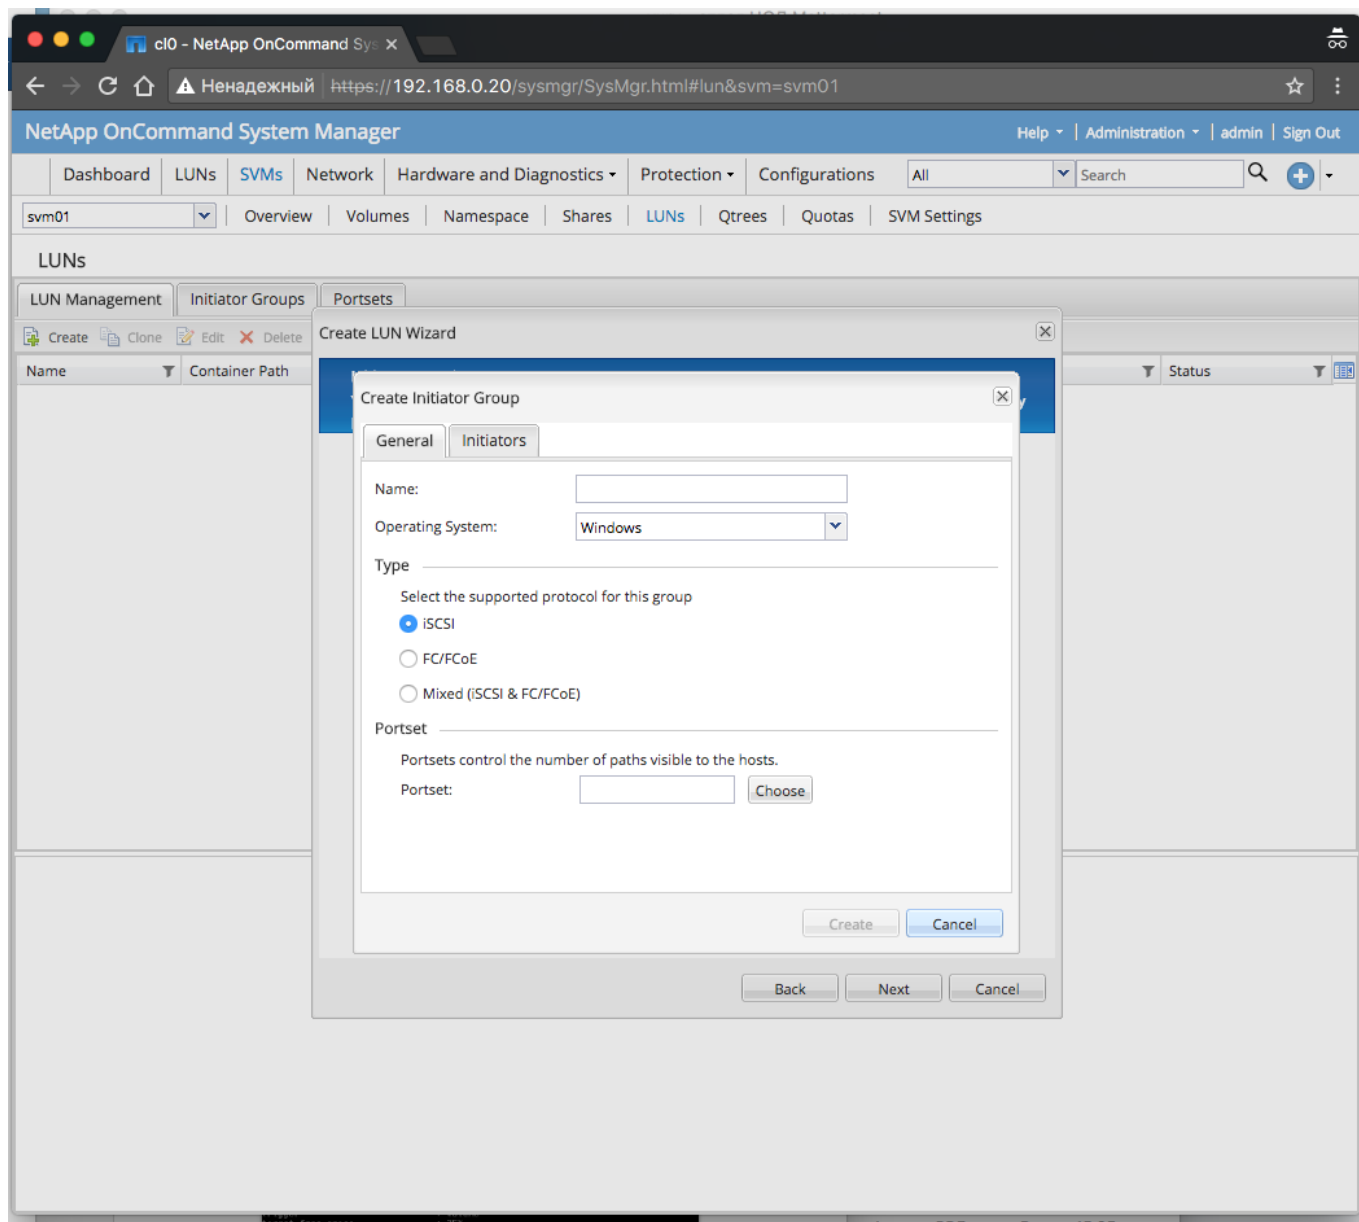 cl0 - NetApp OnCommand Sys
Ненадежный https://192.168.0.20/sysmgr/SysMgr.html#lun&svm=svm01
NetApp OnCommand System Manager Help Administration admin Sign Out
Dashboard LUNs SVMs Network Hardware and Diagnostics Protection Configurations All Search
svm01 Overview Volumes Namespace Shares LUNs Qtrees Quotas SVM Settings
LUNs
LUN Management Initiator Groups Portsets
Create Clone Edit Delete Create LUN Wizard
Name Container Path Status
Create Initiator Group
General Initiators
Name:
Operating System: Windows
Type
Select the supported protocol for this group
iSCSI
FC/FCoE
Mixed (iSCSI & FC/FCoE)
Portset
Portsets control the number of paths visible to the hosts.
Portset: Choose
Create Cancel
Back Next Cancel